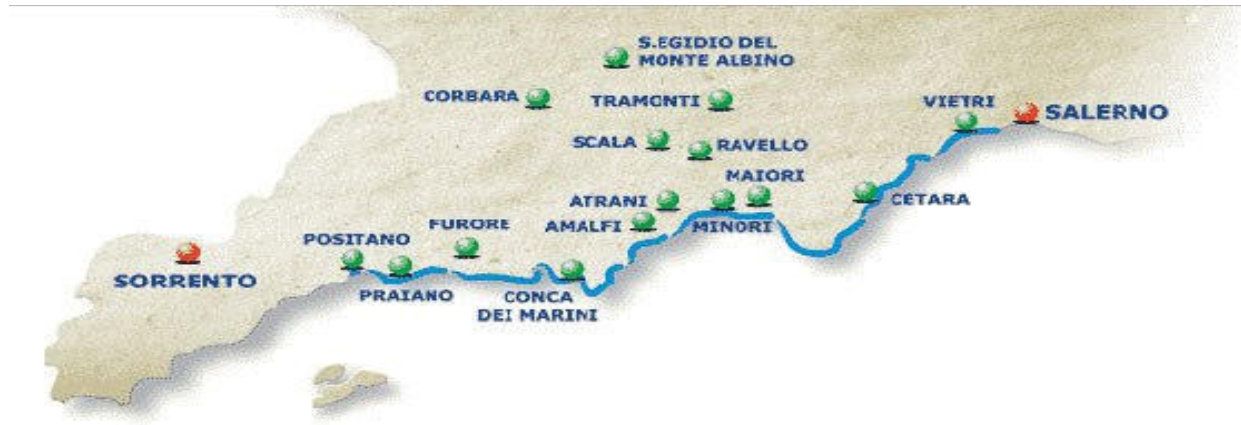 S.EGIDIO DEL
MONTE ALBINO
CORBARA
TRAMONTI
VIETRI
SALERNO
SCALA
RAVELLO
MAIORI
ATRANI
CETARA
FURORE
AMALFI
MINORI
POSITANO
SORRENTO
PRAIANO
CONCA
DEI MARINI